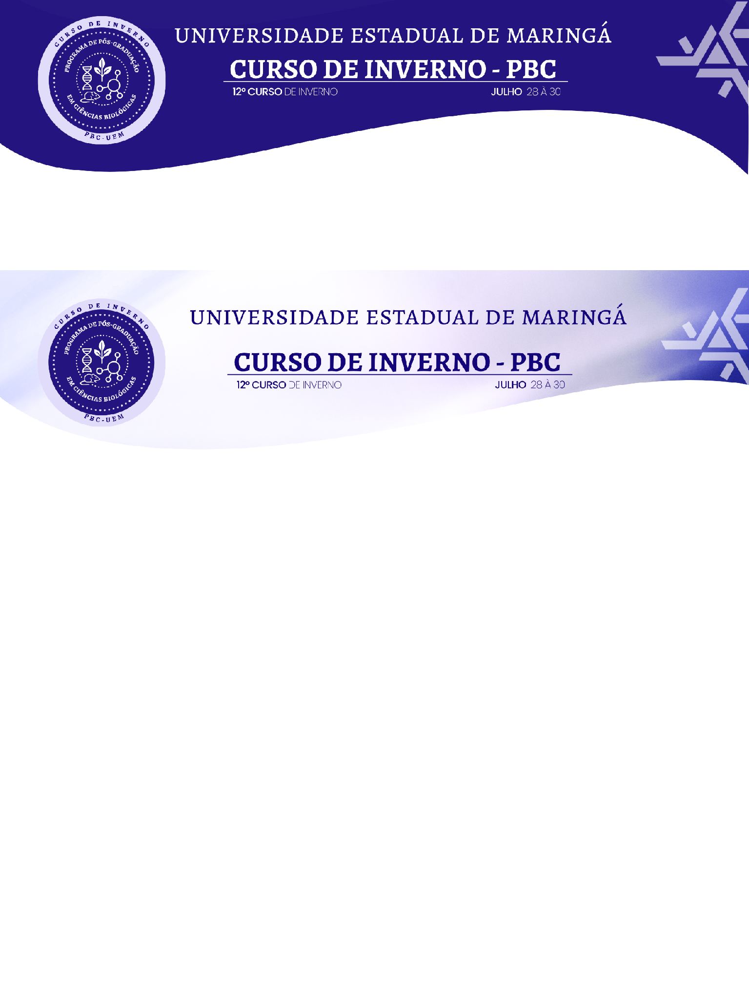 CURSO DE INVERNO
PROGRAMA DE PÓS-GRADUAÇÃO
EM CIÊNCIAS BIOLÓGICAS
PBC-UEM
UNIVERSIDADE ESTADUAL DE MARINGÁ
CURSO DE INVERNO - PBC
12º CURSO DE INVERNO JULHO 28 À 30
CURSO DE INVERNO
PROGRAMA DE PÓS-GRADUAÇÃO
EM CIÊNCIAS BIOLÓGICAS
PBC-UEM
UNIVERSIDADE ESTADUAL DE MARINGÁ
CURSO DE INVERNO - PBC
12º CURSO DE INVERNO JULHO 28 À 30